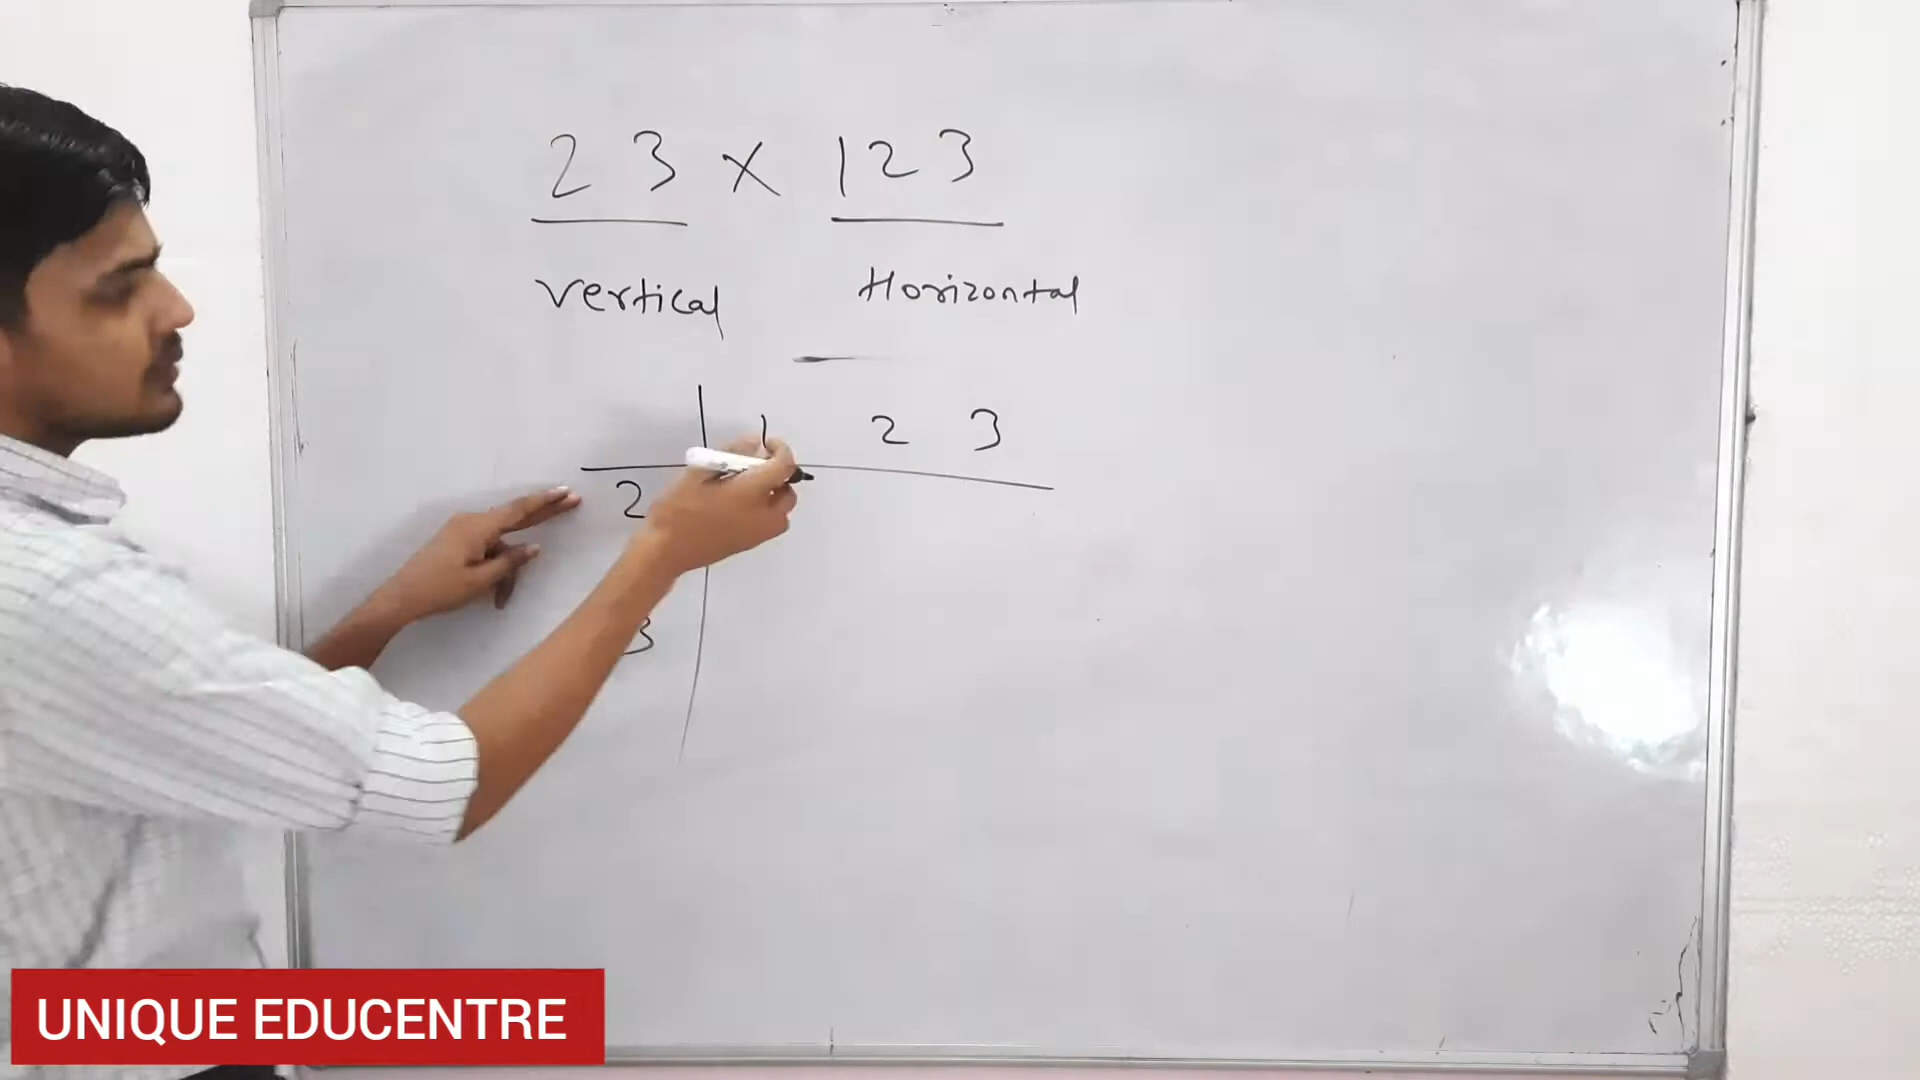 23 x 123
Vertical Horizontal
1 2 3
2
3
UNIQUE EDUCENTRE